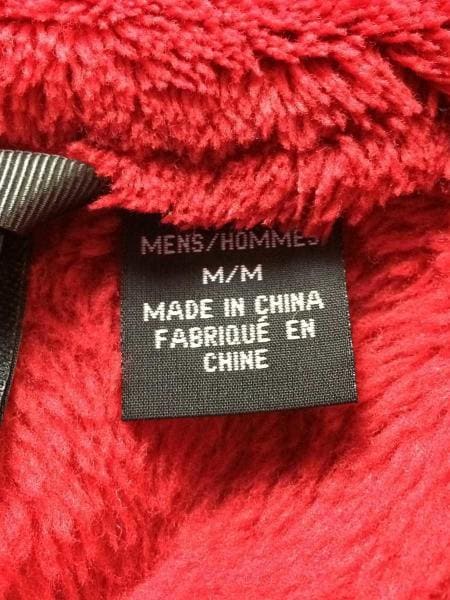 MENS/HOMMES
M/M
MADE IN CHINA
FABRIQUÉ EN
CHINE